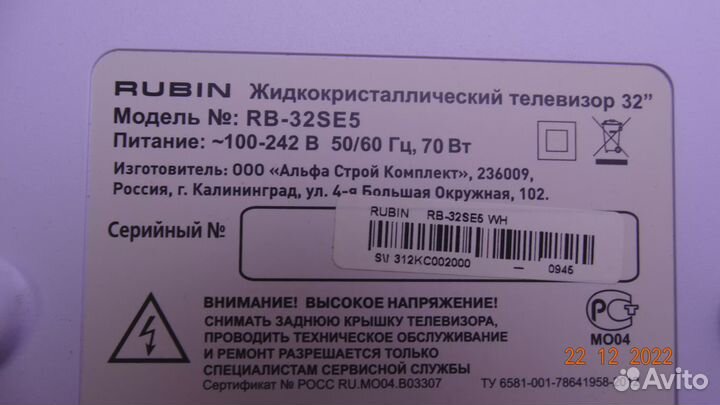 RUBIN Жидкокристаллический телевизор 32”
Модель №: RB-32SE5
Питание: ~100-242 В 50/60 Гц, 70 Вт
Изготовитель: ООО «Альфа Строй Комплект», 236009,
Россия, г. Калининград, ул. 4-я Большая Окружная, 102.
Серийный №
RUBIN RB-32SE5 WH
312KC002000 — 0945
ВНИМАНИЕ! ВЫСОКОЕ НАПРЯЖЕНИЕ!
СНИМАТЬ ЗАДНЮЮ КРЫШКУ ТЕЛЕВИЗОРА,
ПРОВОДИТЬ ТЕХНИЧЕСКОЕ ОБСЛУЖИВАНИЕ
И РЕМОНТ РАЗРЕШАЕТСЯ ТОЛЬКО
СПЕЦИАЛИСТАМ СЕРВИСНОЙ СЛУЖБЫ
Сертификат № РОСС RU.МО04.В03307
РСТ
МО04
22 12 2022
ТУ 6581-001-78641958-
Avito